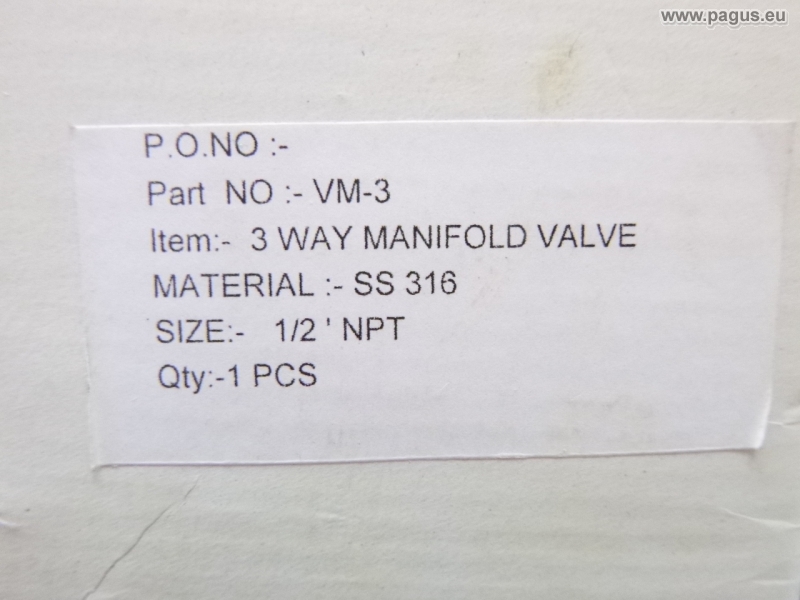 www.pagus.eu
P.O.NO :-
Part NO :- VM-3
Item:- 3 WAY MANIFOLD VALVE
MATERIAL :- SS 316
SIZE:- 1/2 ' NPT
Qty:-1 PCS